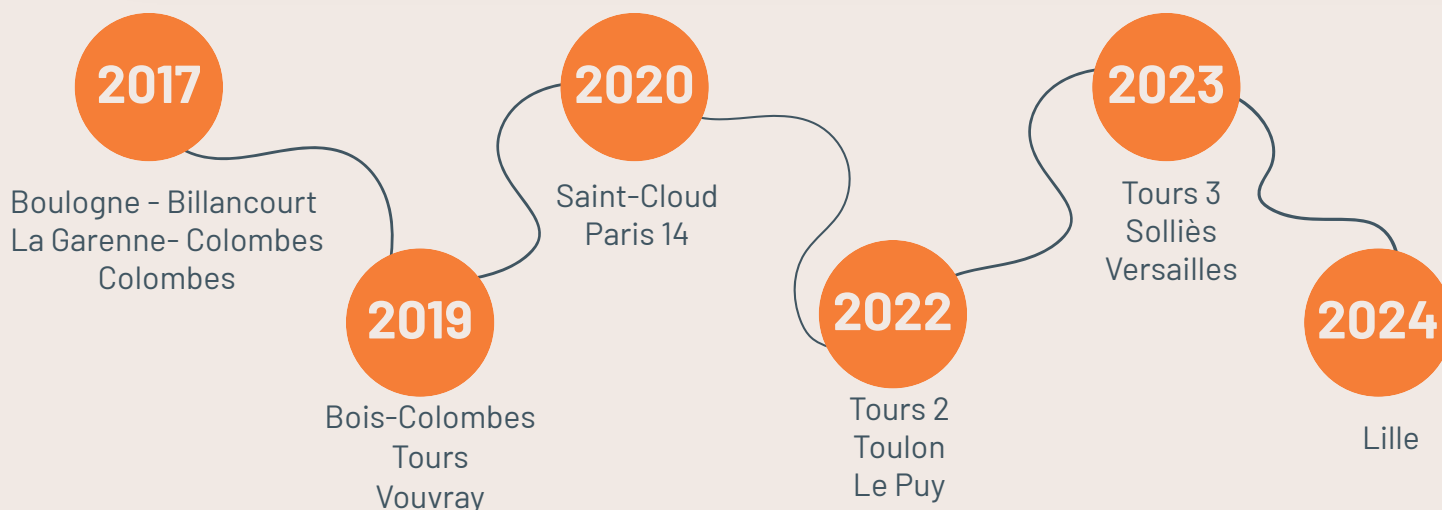 2017
Boulogne - Billancourt
La Garenne- Colombes
Colombes
2019
Bois-Colombes
Tours
Vouvray
2020
Saint-Cloud
Paris 14
2022
Tours 2
Toulon
Le Puy
2023
Tours 3
Solliès
Versailles
2024
Lille